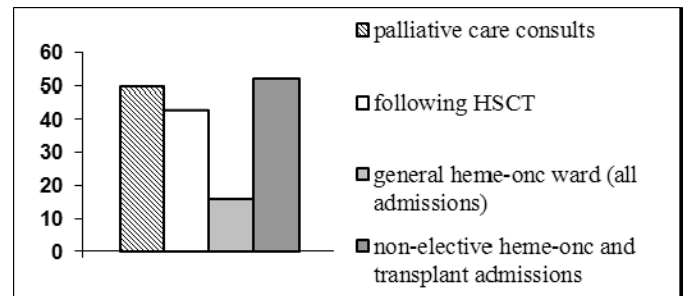 60
50
40
30
20
10
0
palliative care consults
following HSCT
general heme-onc ward (all
admissions)
non-elective heme-onc and
transplant admissions